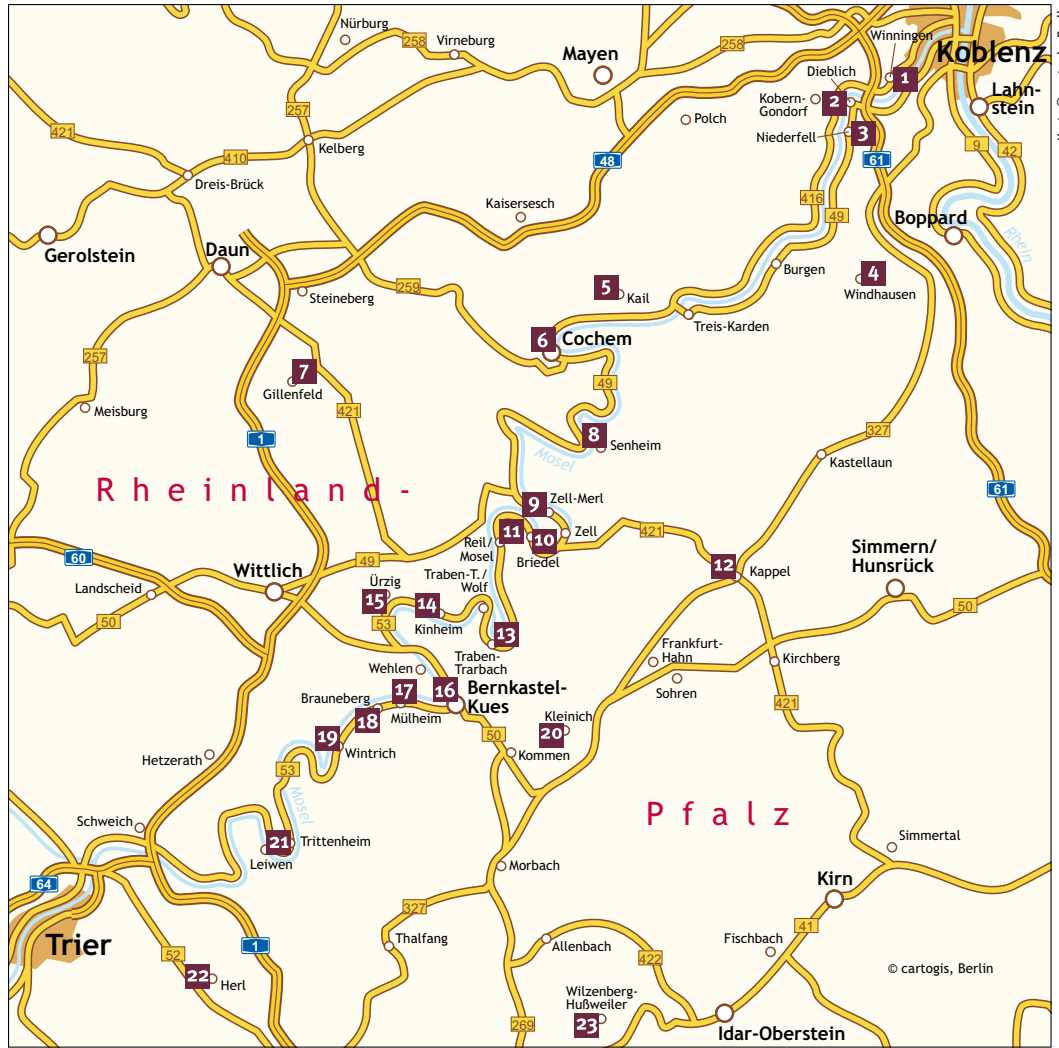 Nürburg
258
Virneburg
Mayen
258
Winningen
Koblenz
Dieblich
1
Kobern-
Gondorf
2
Lahn-
stein
257
Polch
Niederfell
3
421
Kelberg
9
42
410
48
61
Dreis-Brück
Kaisersesch
416
49
Boppard
Gerolstein
Daun
Rhein
Burgen
4
Windhausen
259
5
Kail
Steineberg
Treis-Karden
6
Cochem
257
7
Gillenfeld
49
421
Meisburg
327
1
8
Senheim
Mosel
Kastellaun
Rheinland-
61
9
Zell-Merl
11
Zell
421
Reil/
Mosel
10
Briedel
Simmern/
Hunsrück
60
49
Wittlich
Traben-T./
Wolf
12
Kappel
Landscheid
Ürzig
15
14
Kinheim
50
50
53
13
Traben-
Trarbach
Frankfurt-
Hahn
Kirchberg
Wehlen
Sohren
16
Bernkastel-
Kues
Brauneberg
17
Mülheim
421
18
Kleinich
20
50
19
Wintrich
Kommen
Hetzerath
53
Mosel
Pfalz
Schweich
21
Trittenheim
Leiwen
Simmertal
Morbach
64
Kirn
327
41
Trier
1
Thalfang
Allenbach
Fischbach
52
422
22
Herl
© cartogis, Berlin
Wilzenberg-
Hußweiler
23
269
Idar-Oberstein